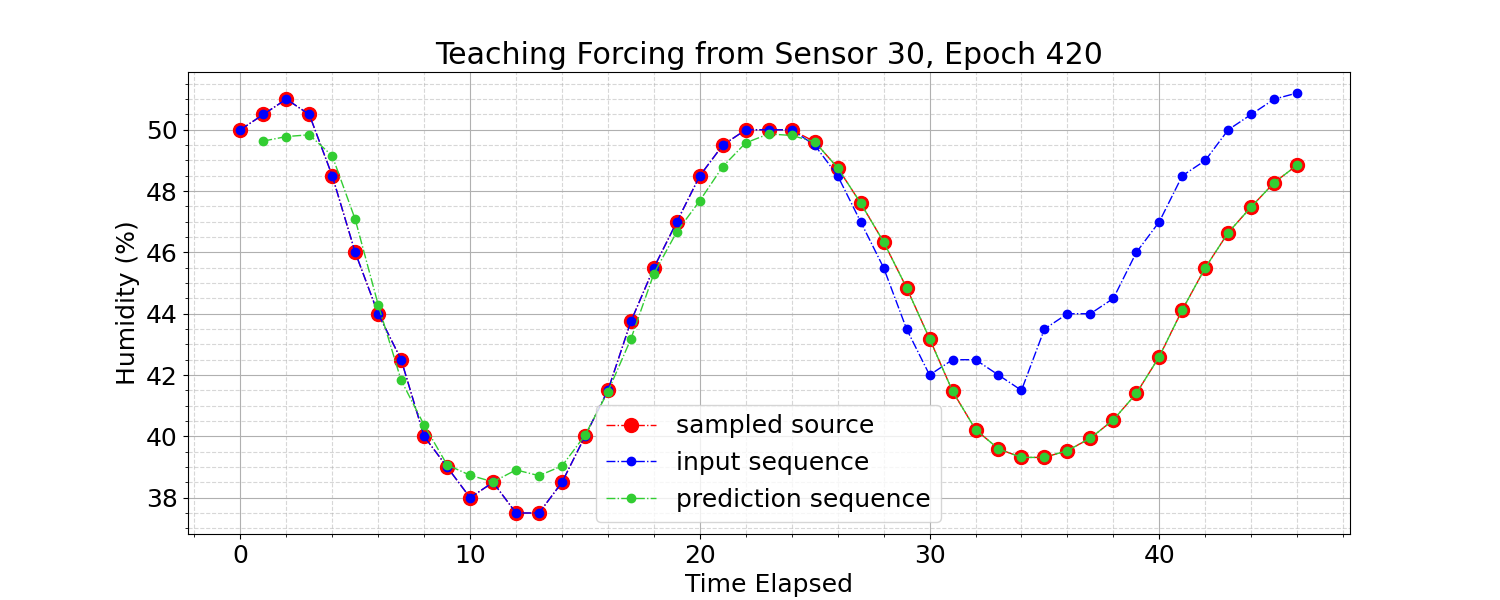 Teaching Forcing from Sensor 30, Epoch 420
Humidity (%)
50
48
46
44
42
40
38
sampled source
input sequence
prediction sequence
0 10 20 30 40
Time Elapsed